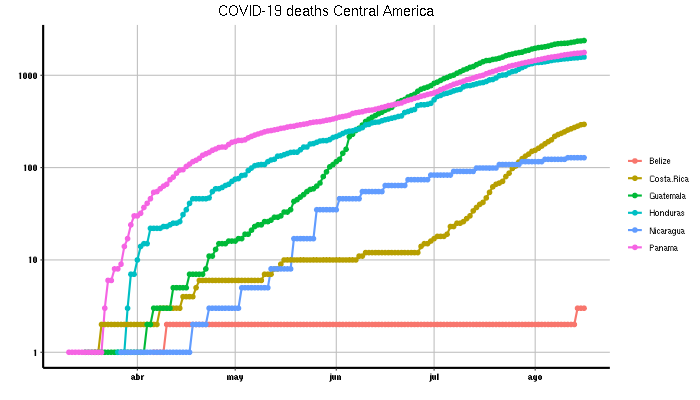 COVID-19 deaths Central America
1000
100
10
1
abr may jun jul ago
Belize
Costa.Rica
Guatemala
Honduras
Nicaragua
Panama